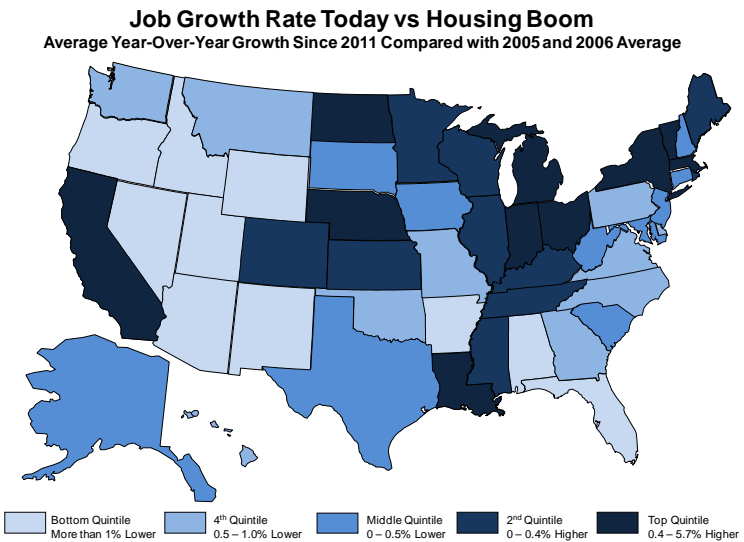 Job Growth Rate Today vs Housing Boom
Average Year-Over-Year Growth Since 2011 Compared with 2005 and 2006 Average
Bottom Quintile
More than 1% Lower
4th Quintile
0.5 – 1.0% Lower
Middle Quintile
0 – 0.5% Lower
2nd Quintile
0 – 0.4% Higher
Top Quintile
0.4 – 5.7% Higher